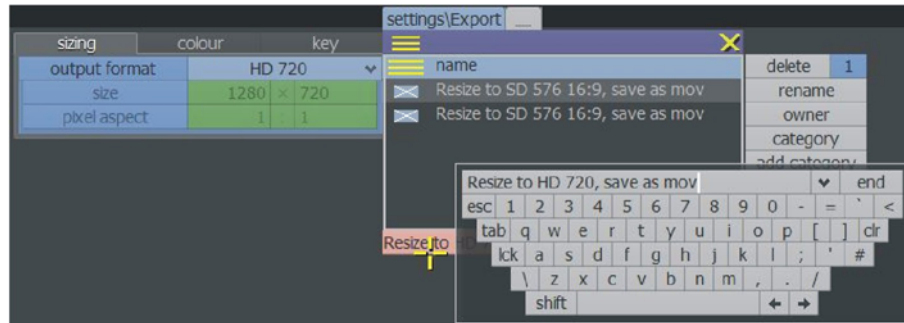 settings\Export
sizing colour key
output format HD 720
size 1280 × 720
pixel aspect 1 : 1
name
Resize to SD 576 16:9, save as mov
Resize to SD 576 16:9, save as mov
delete 1
rename
owner
category
add category
Resize to HD
Resize to HD 720, save as mov end
esc 1 2 3 4 5 6 7 8 9 0 - = ` <
tab q w e r t y u i o p [ ] clr
lck a s d f g h j k l ; ' #
\ z x c v b n m , . /
shift ← →